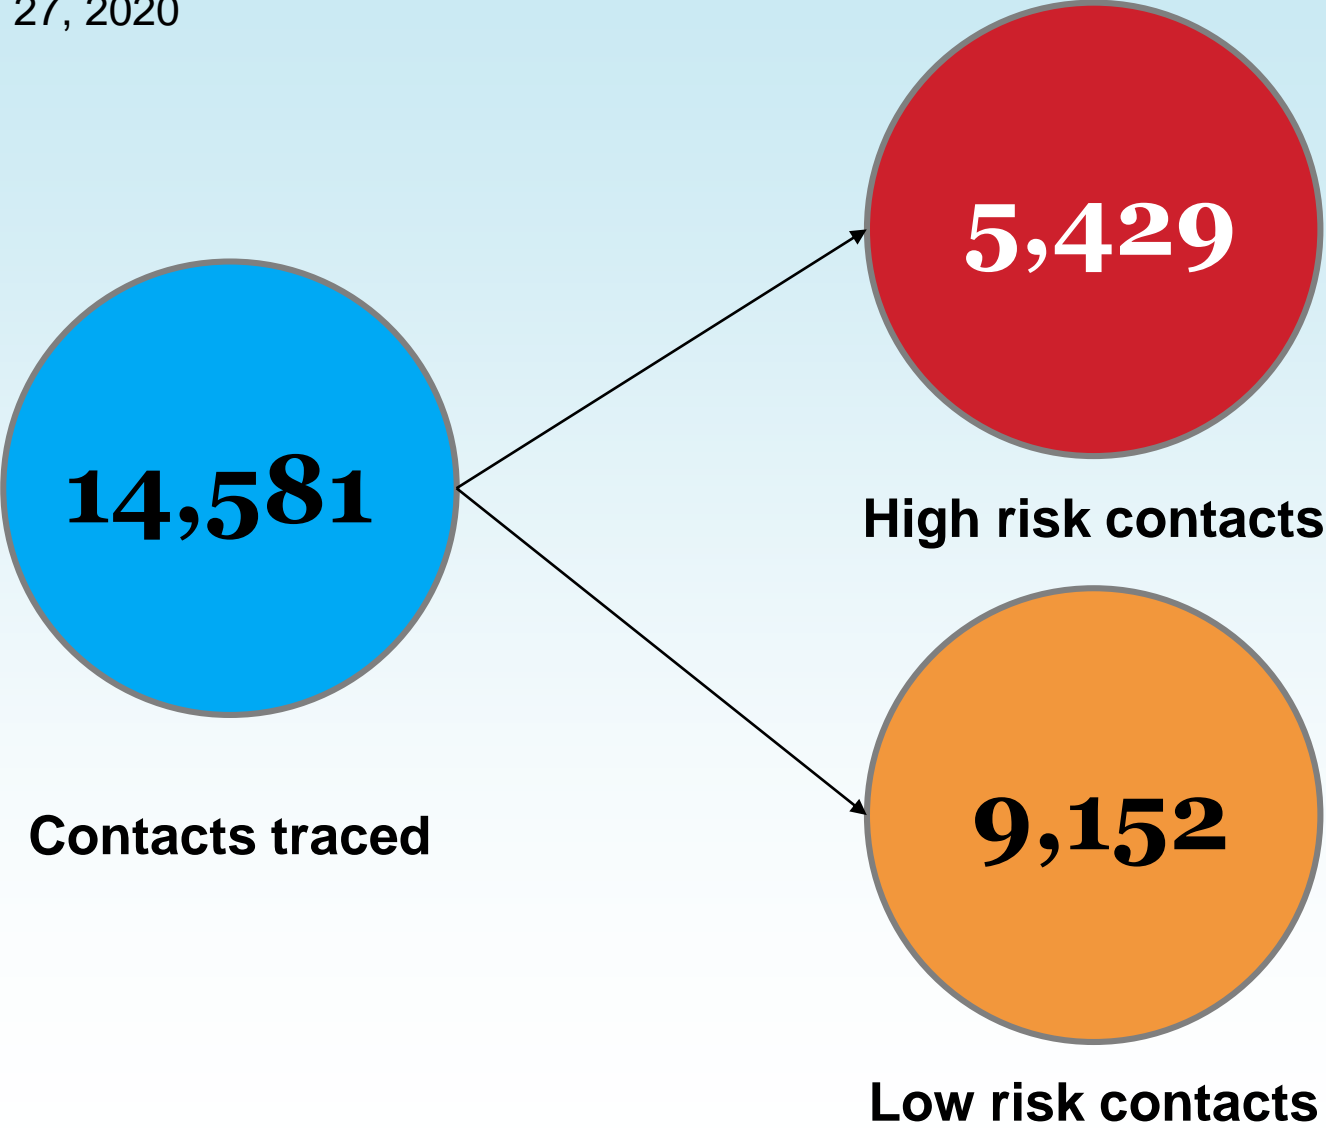 27, 2020
5,429
14,581
High risk contacts
Contacts traced
9,152
Low risk contacts